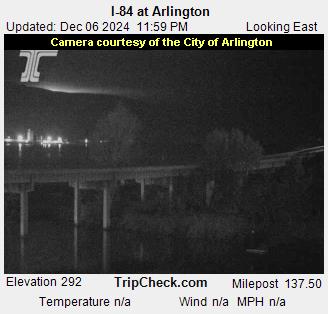 I-84 at Arlington
Updated: Dec 06 2024 11:59 PM Looking East
Camera courtesy of the City of Arlington
Elevation 292 TripCheck.com Milepost 137.50
Temperature n/a Wind n/a MPH n/a